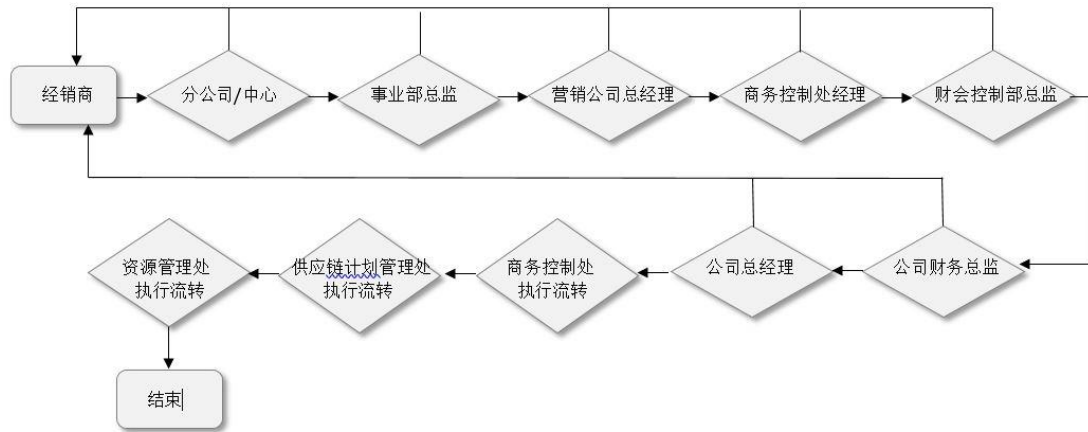 经销商
分公司/中心
事业部总监
营销公司总经理
商务控制处经理
财会控制部总监
资源管理处
执行流转
供应链计划管理处
执行流转
商务控制处
执行流转
公司总经理
公司财务总监
结束